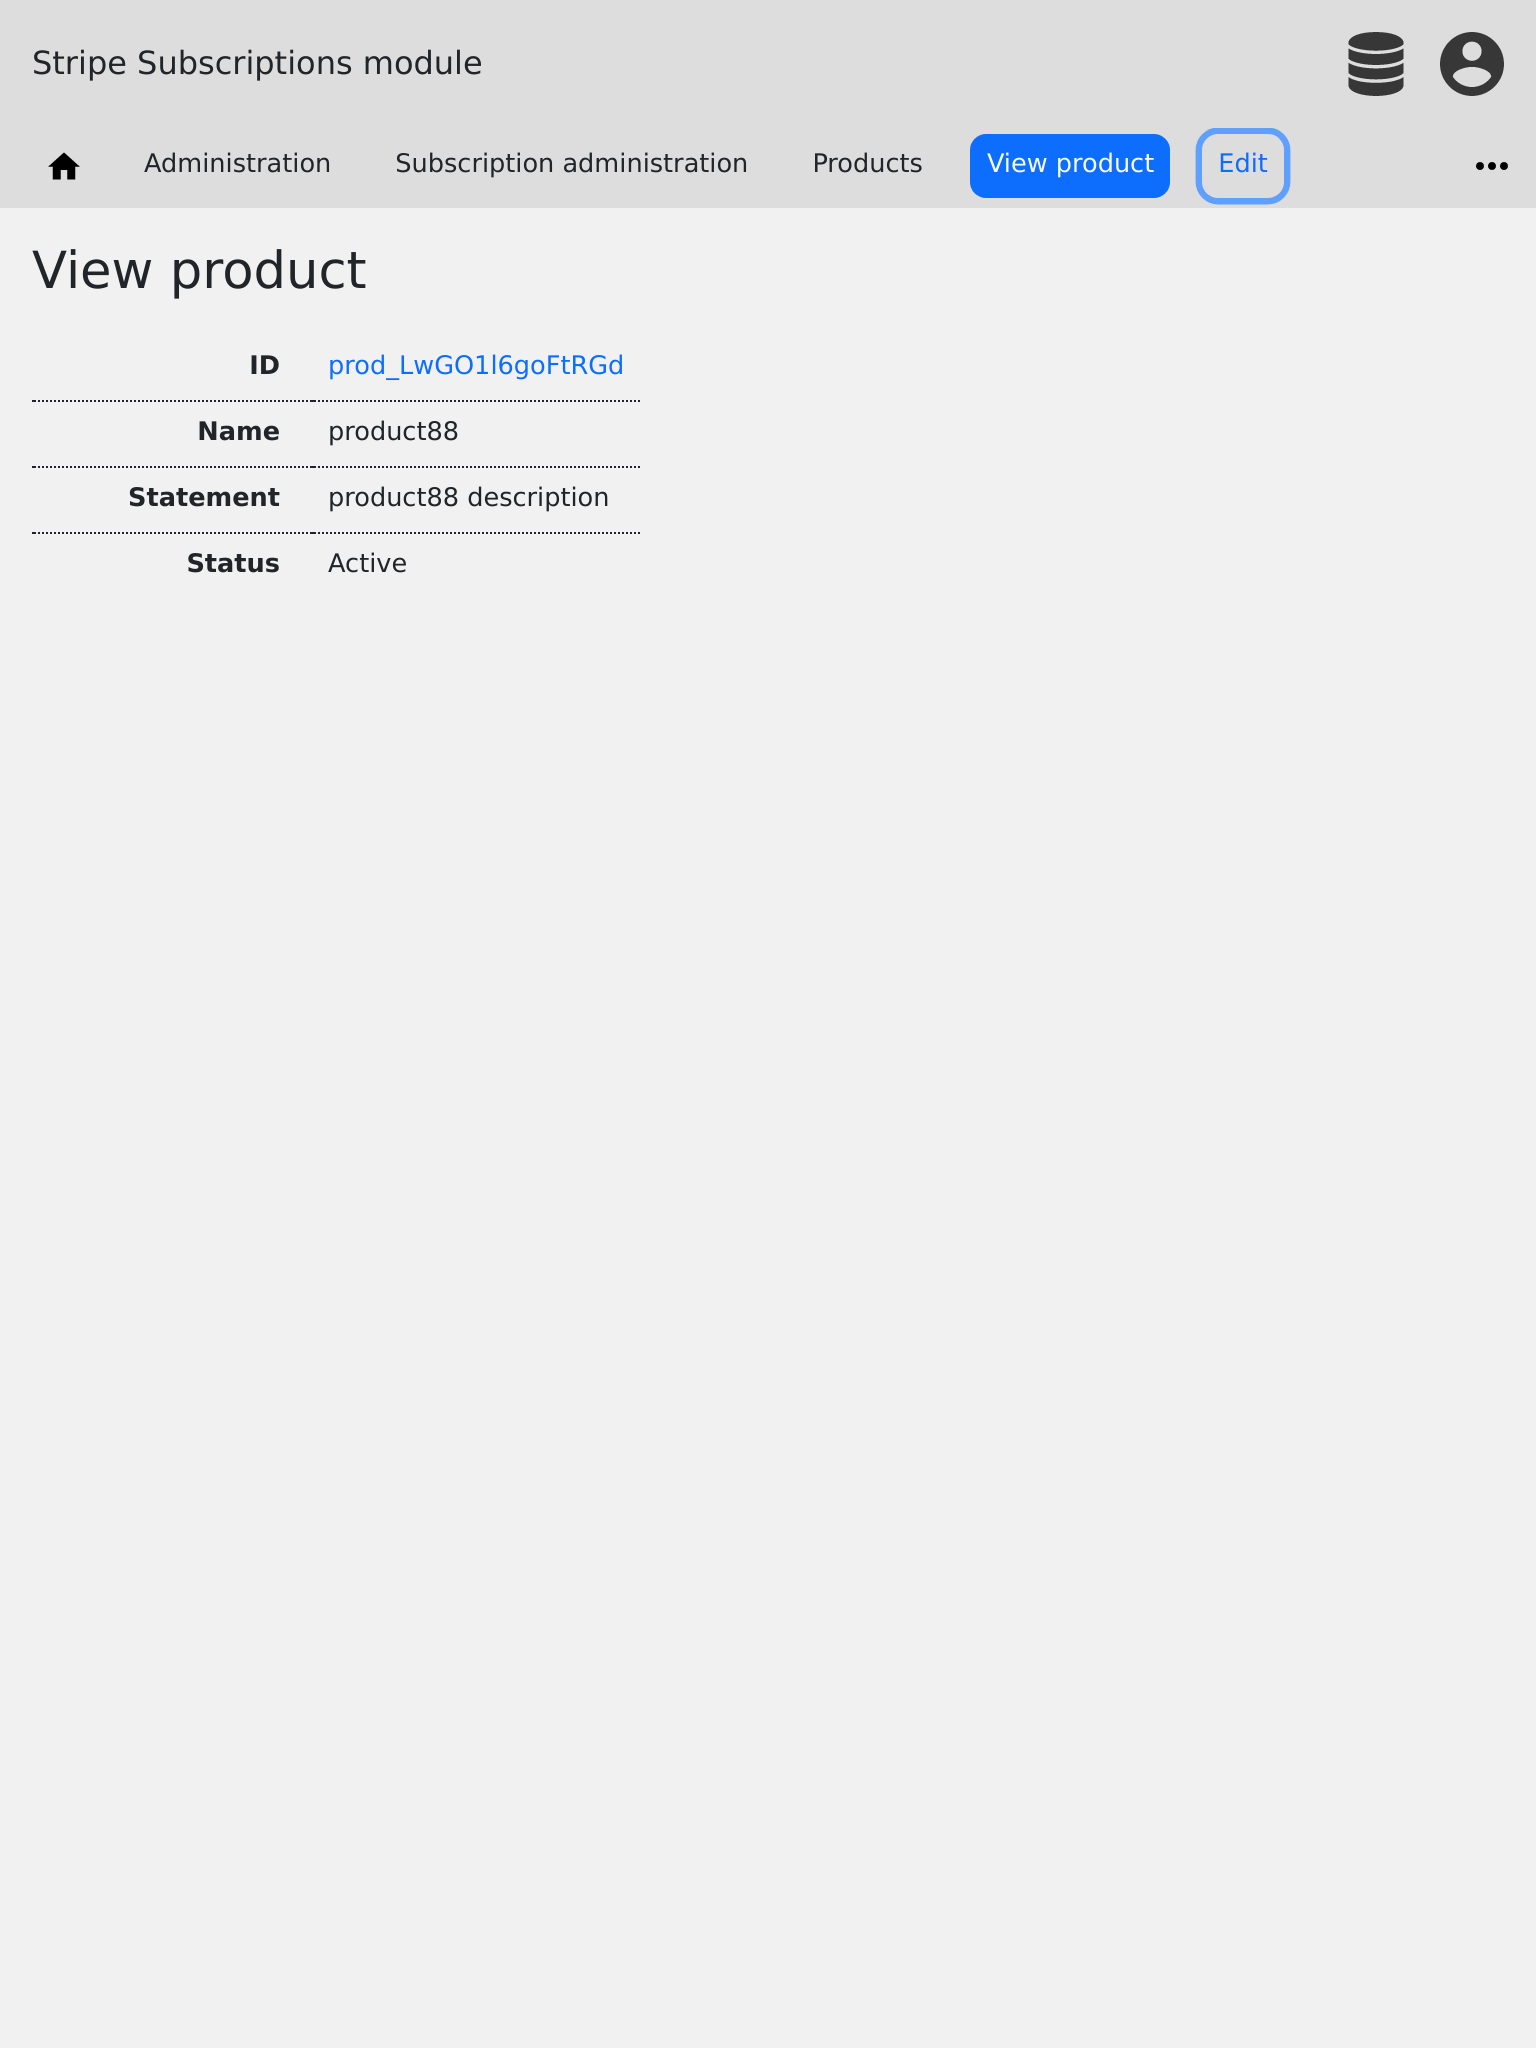 Stripe Subscriptions module
Administration Subscription administration Products View product Edit
View product
ID prod_LwGO1l6goFtRGd
Name product88
Statement product88 description
Status Active